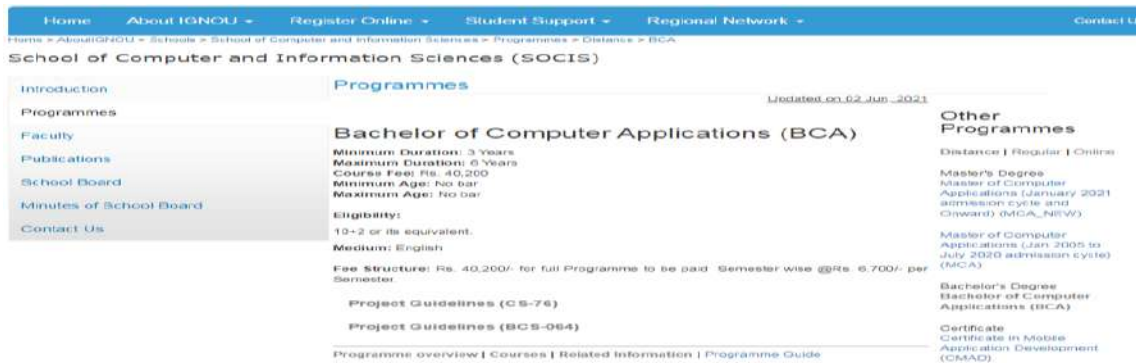 Home About IGNOU Register Online Student Support Regional Network Contact U
Home > AboutIGNOU > Schools > School of Computer and Information Sciences > Programmes > Distance > BCA
School of Computer and Information Sciences (SOCIS)
Introduction
Programmes
Faculty
Publications
School Board
Minutes of School Board
Contact Us
Programmes
Updated on 02 Jun, 2021
Bachelor of Computer Applications (BCA)
Minimum Duration: 3 Years
Maximum Duration: 6 Years
Course Fee: Rs. 40,200
Minimum Age: No bar
Maximum Age: No bar
Eligibility:
10+2 or its equivalent.
Medium: English
Fee Structure: Rs. 40,200/- for full Programme to be paid Semester wise @Rs. 6,700/- per
Semester.
Project Guidelines (CS-76)
Project Guidelines (BCS-064)
Programme overview | Courses | Related Information | Programme Guide
Other
Programmes
Distance | Regular | Online
Master's Degree
Master of Computer
Applications (January 2021
admission cycle and
Onward) (MCA_NEW)
Master of Computer
Applications (Jan 2005 to
July 2020 admission cycle)
(MCA)
Bachelor's Degree
Bachelor of Computer
Applications (BCA)
Certificate
Certificate in Mobile
Application Development
(CMAD)